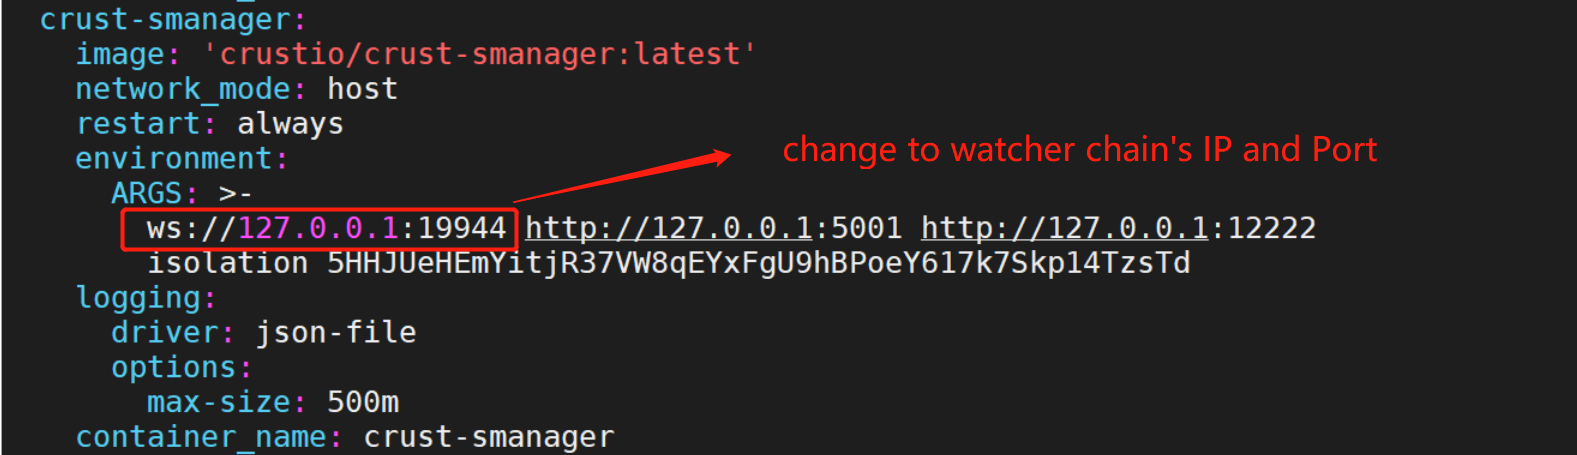 crust-smanager:
image: 'crustio/crust-smanager:latest'
network_mode: host
restart: always
environment:
change to watcher chain's IP and Port
ARGS: >-
ws://127.0.0.1:19944 http://127.0.0.1:5001 http://127.0.0.1:12222
isolation 5HHJUeHEmYitjR37VW8qEYxFgU9hBPoeY617k7Skp14TzsTd
logging:
driver: json-file
options:
max-size: 500m
container_name: crust-smanager